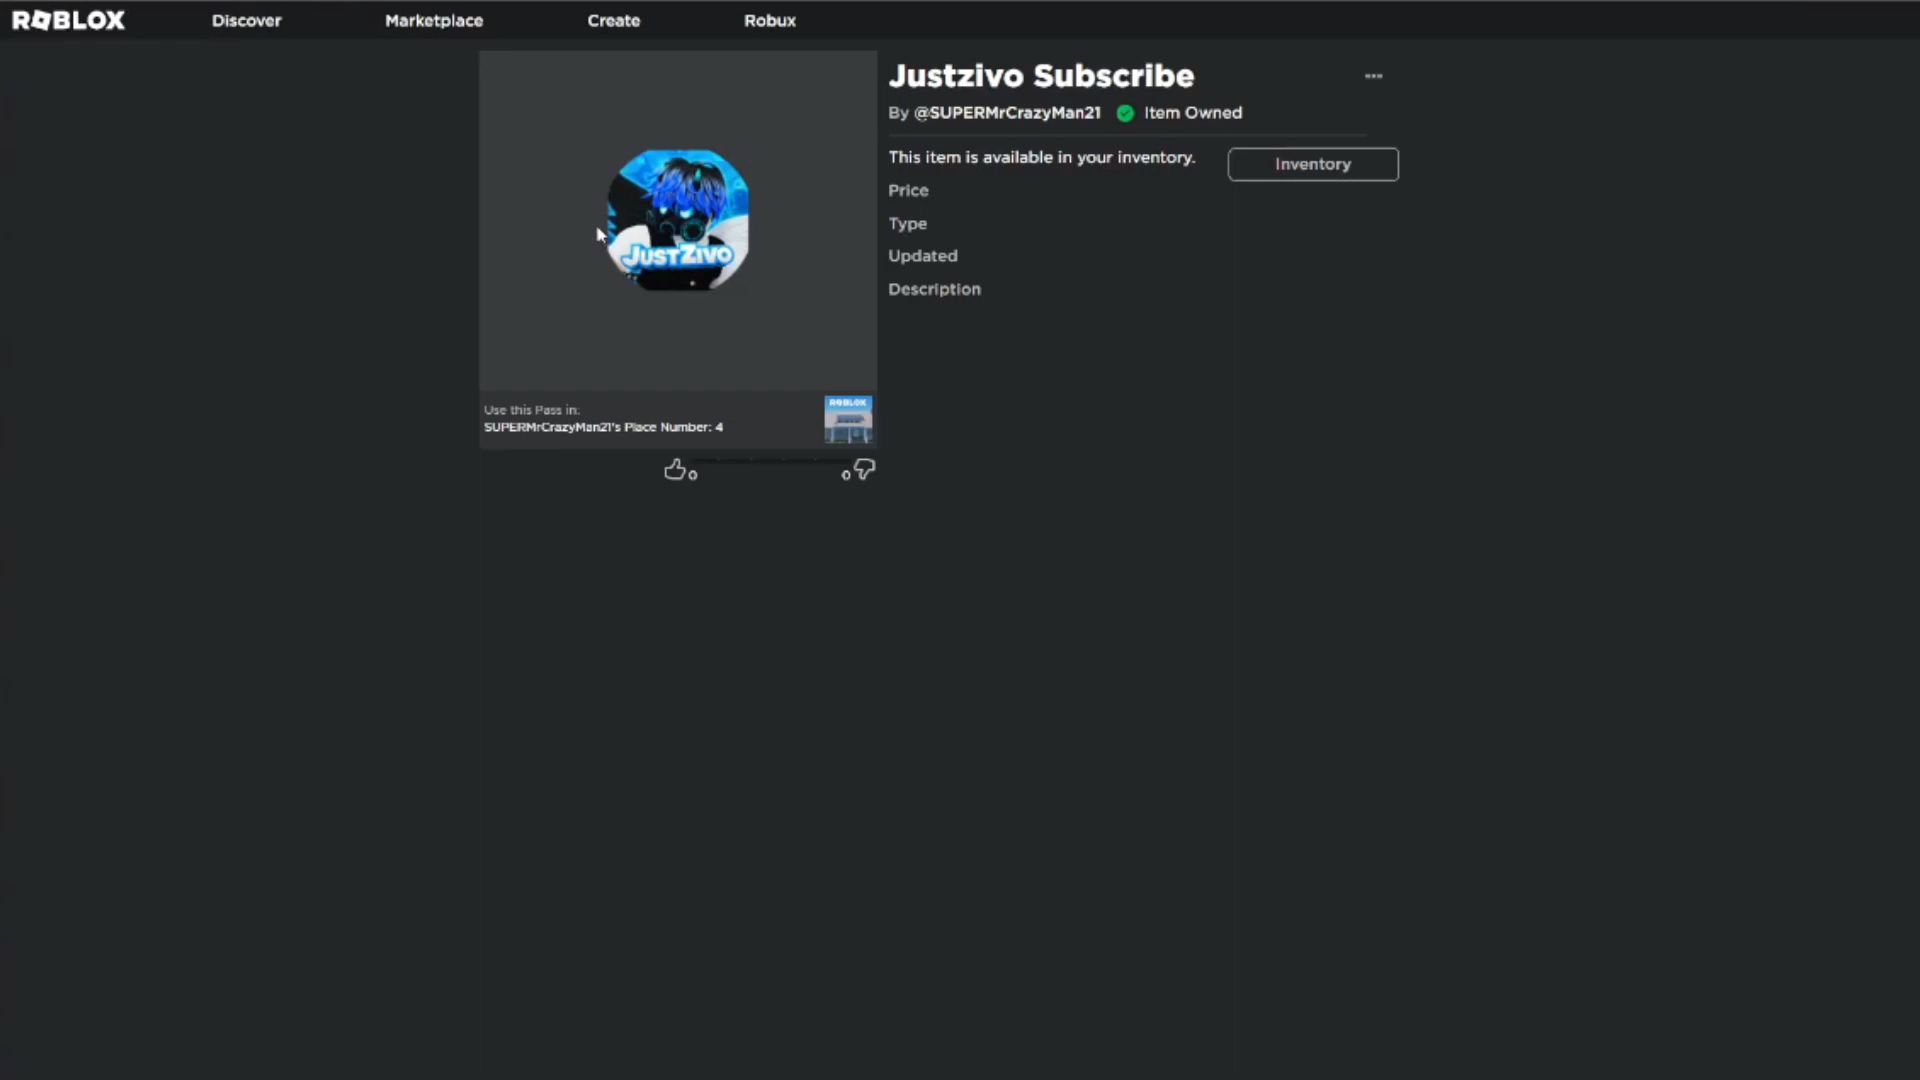 ROBLOX
Discover
Marketplace
Create
Robux
Justzivo Subscribe
By @SUPERMrCrazyMan21
Item Owned
This item is available in your inventory.
Inventory
Price
Type
Updated
Description
JUSTZIVO
Use this Pass in:
SUPERMrCrazyMan21's Place Number: 4
ROBLOX
0
0